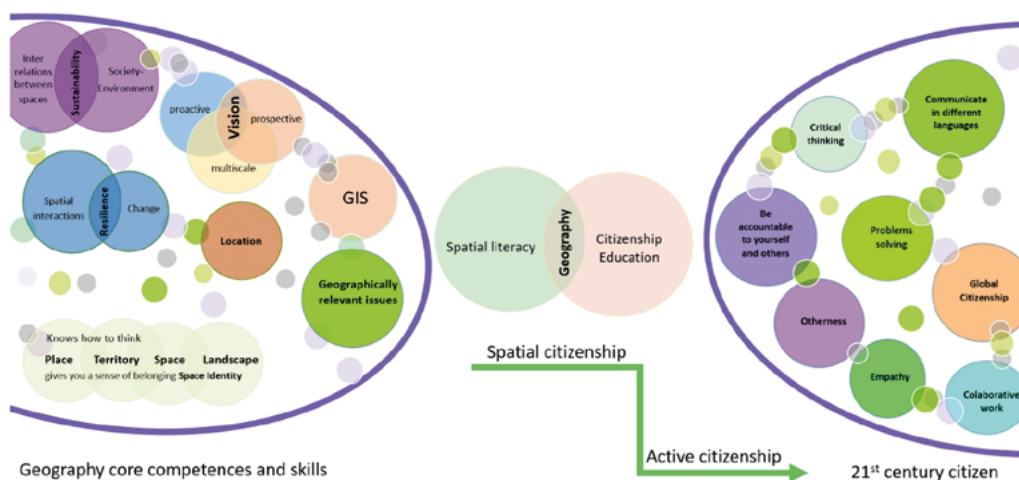 Inter
relations
between
spaces
Sustainability
Society-
Environment
proactive
Vision
prospective
multiscale
Spatial
interactions
Resilience
Change
Location
GIS
Geographically
relevant issues
Knows how to think
Place Territory Space Landscape
gives you a sense of belonging Space Identity
Geography core competences and skills
Spatial literacy
Geography
Citizenship
Education
Spatial citizenship
Active citizenship
Critical
thinking
Communicate
in different
languages
Be
accountable
to yourself
and others
Problems
solving
Global
Citizenship
Otherness
Empathy
Colaborative
work
21st century citizen